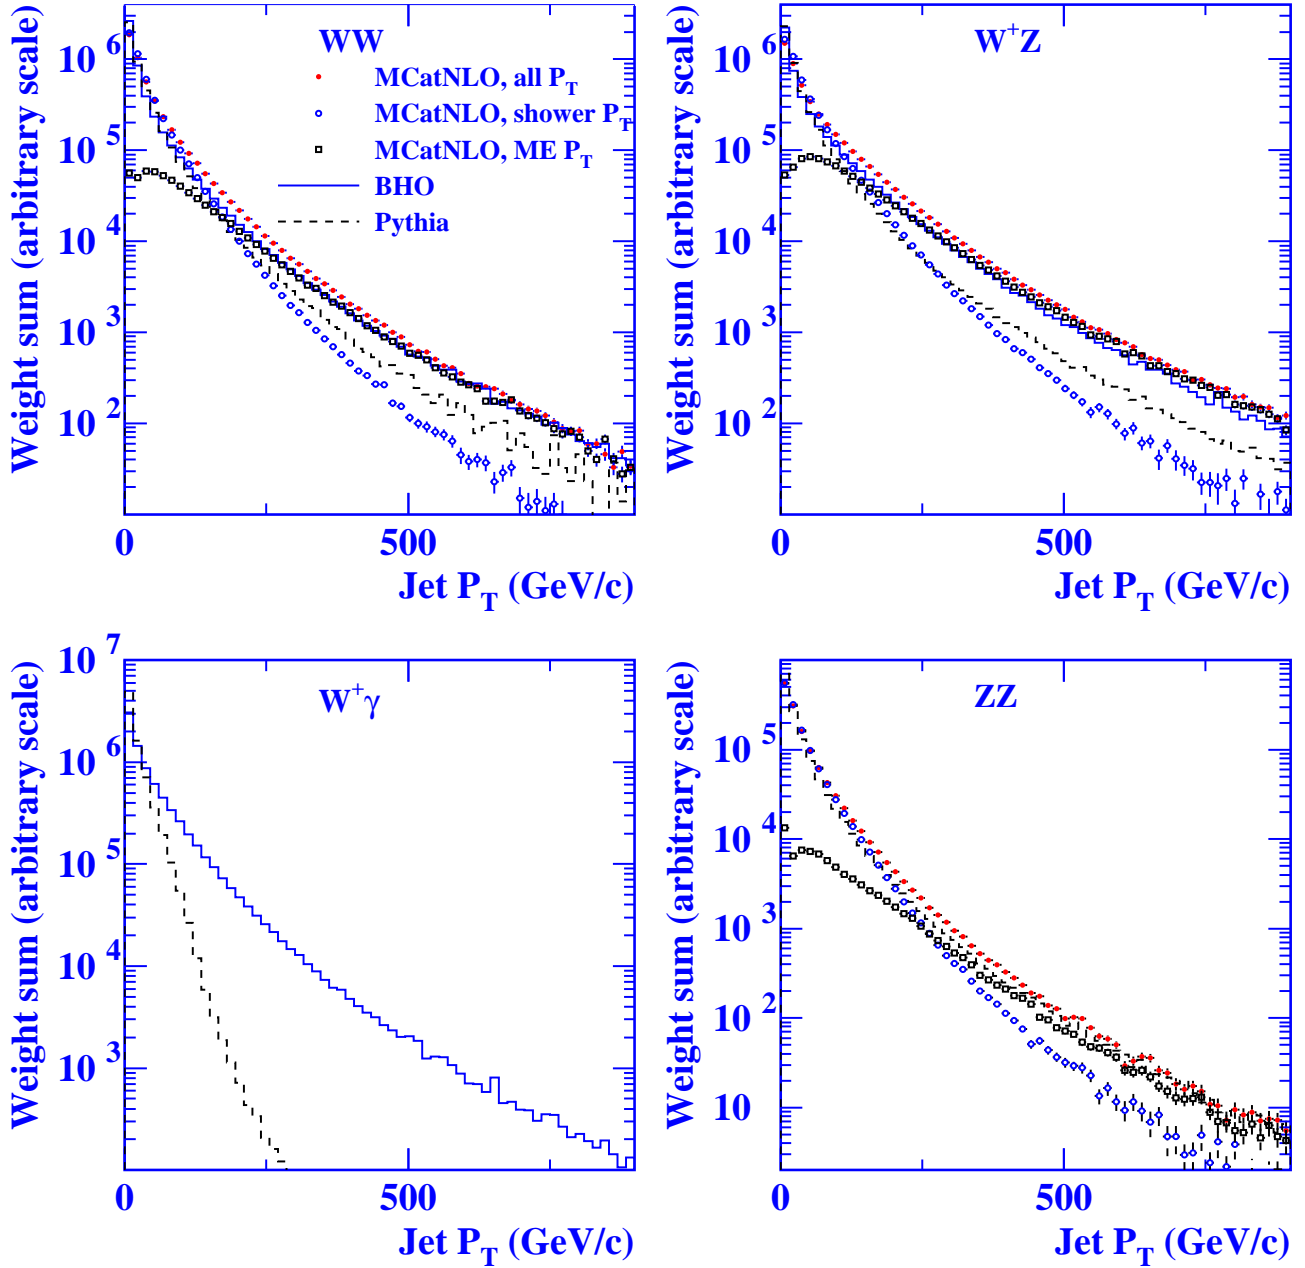 WW
MCatNLO, all P_T
MCatNLO, shower P_T
MCatNLO, ME P_T
BHO
Pythia
Weight sum (arbitrary scale)
10^6
10^5
10^4
10^3
10^2
0
500
Jet P_T (GeV/c)
W^+Z
Weight sum (arbitrary scale)
10^6
10^5
10^4
10^3
10^2
0
500
Jet P_T (GeV/c)
W^+γ
Weight sum (arbitrary scale)
10^7
10^6
10^5
10^4
10^3
0
500
Jet P_T (GeV/c)
ZZ
Weight sum (arbitrary scale)
10^5
10^4
10^3
10^2
10
0
500
Jet P_T (GeV/c)